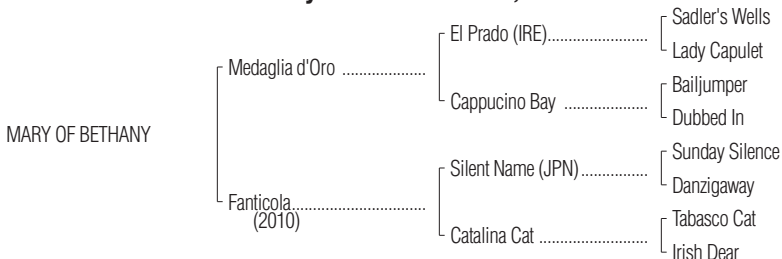 Sadler's Wells
El Prado (IRE)......................
Lady Capulet
Medaglia d'Oro ....................
Bailjumper
Cappucino Bay ....................
Dubbed In
MARY OF BETHANY
Sunday Silence
Silent Name (JPN)................
Danzigaway
Fanticola................................
(2010)
Tabasco Cat
Catalina Cat ..........................
Irish Dear